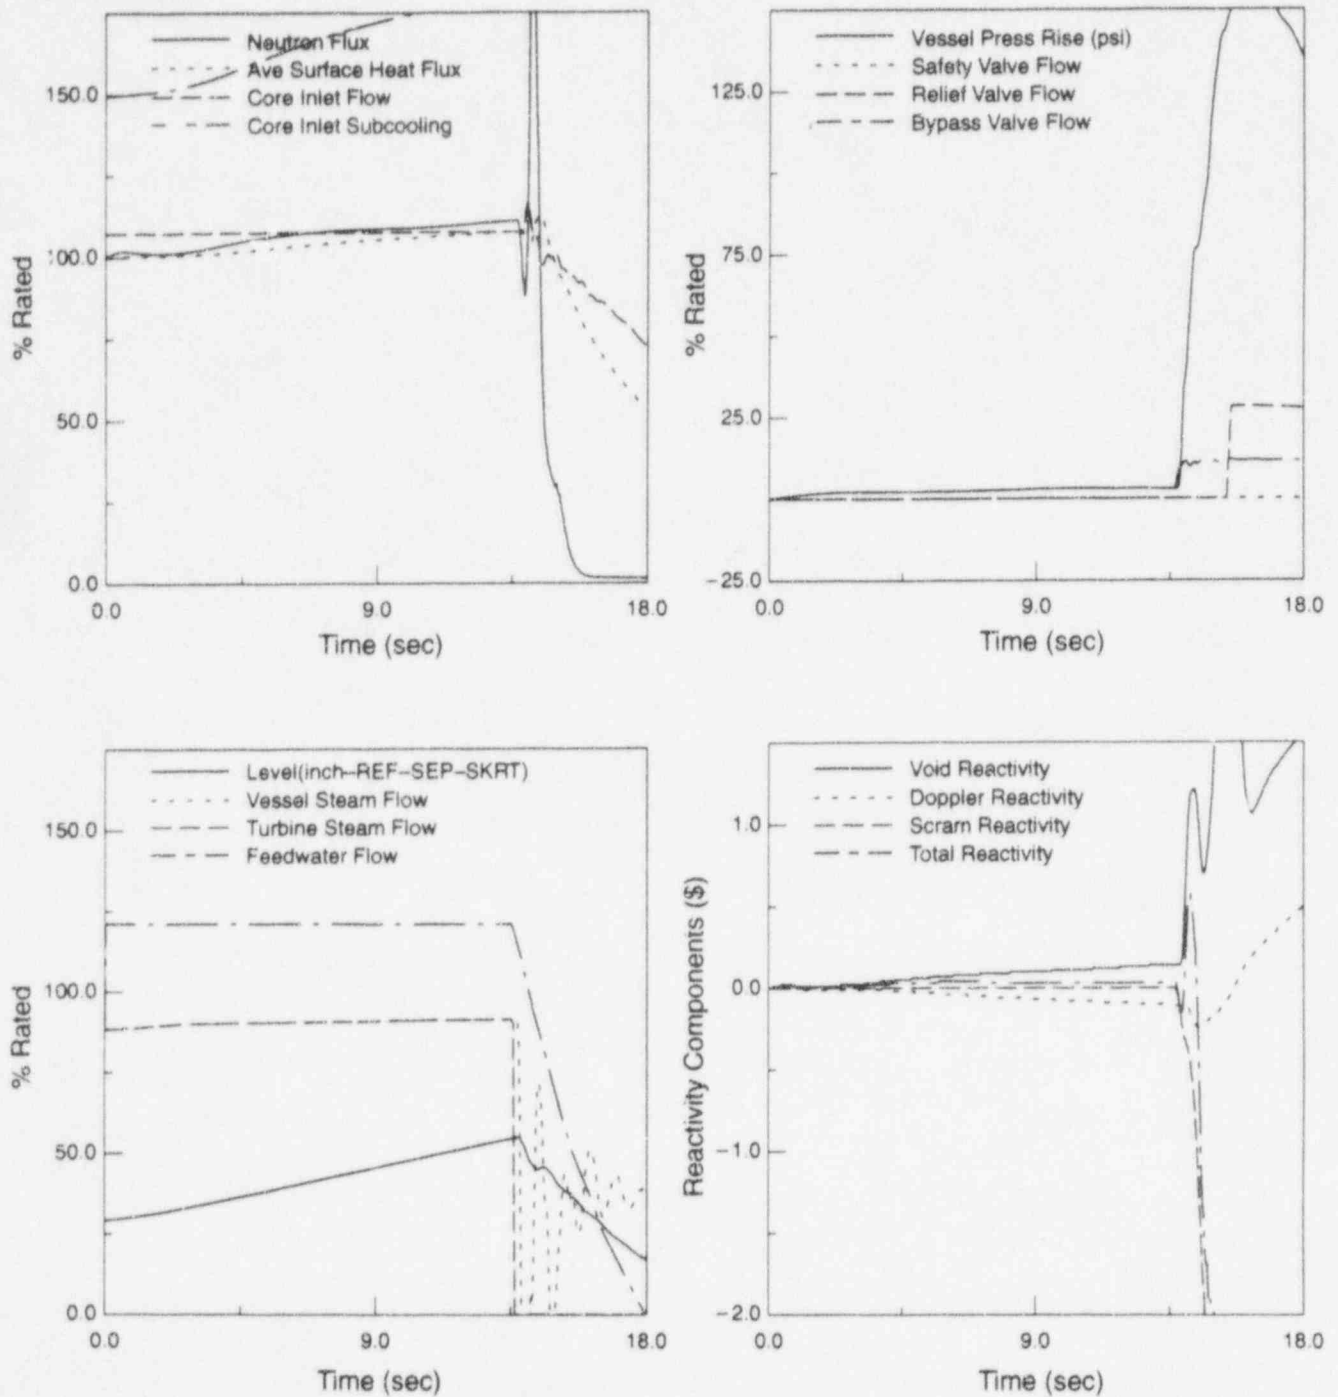 Neutron Flux
Ave Surface Heat Flux
Core Inlet Flow
Core Inlet Subcooling
150.0
100.0
50.0
0.0
% Rated
0.0
9.0
18.0
Time (sec)
Vessel Press Rise (psi)
Safety Valve Flow
Relief Valve Flow
Bypass Valve Flow
125.0
75.0
25.0
−25.0
% Rated
0.0
9.0
18.0
Time (sec)
Level(inch-REF-SEP-SKRT)
Vessel Steam Flow
Turbine Steam Flow
Feedwater Flow
150.0
100.0
50.0
0.0
% Rated
0.0
9.0
18.0
Time (sec)
Void Reactivity
Doppler Reactivity
Scram Reactivity
Total Reactivity
1.0
0.0
−1.0
−2.0
Reactivity Components ($)
0.0
9.0
18.0
Time (sec)